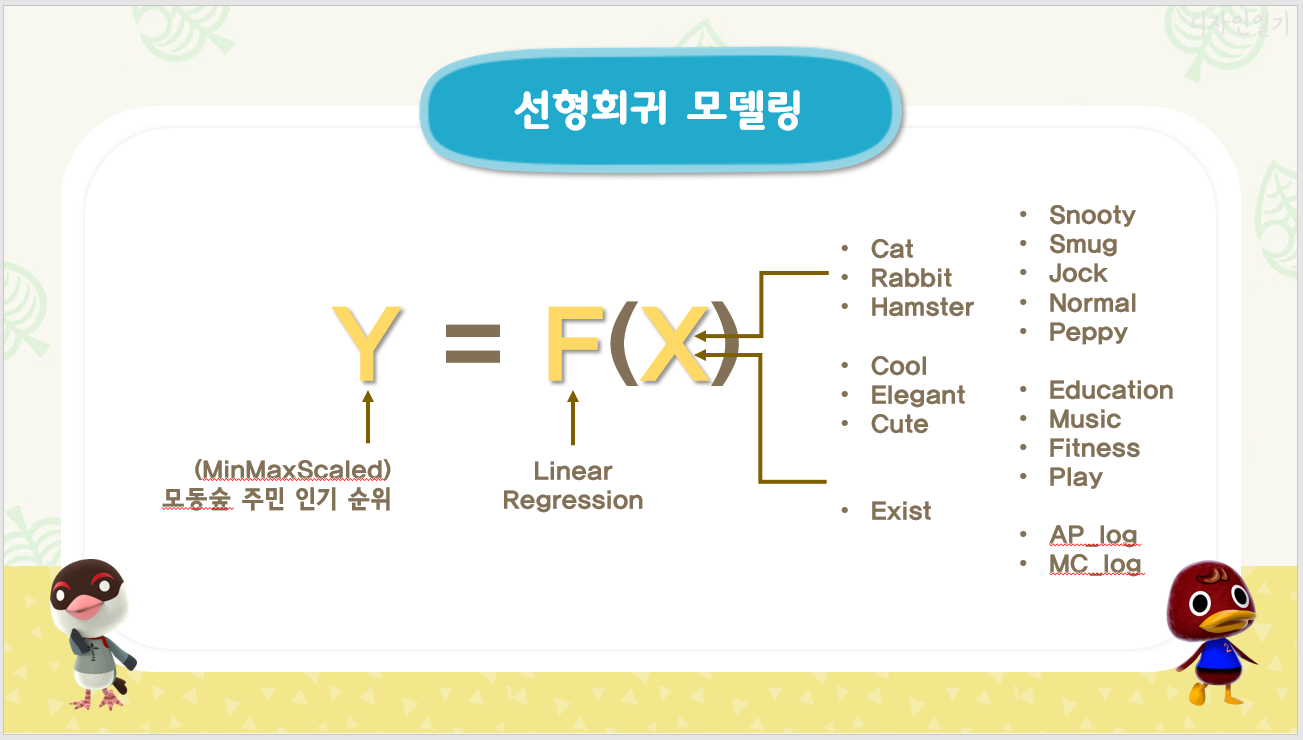 디자인일기
선형회귀 모델링
Y = F(X)
(MinMaxScaled)
모동숲 주민 인기 순위
Linear
Regression
• Cat
• Rabbit
• Hamster
• Cool
• Elegant
• Cute
• Exist
• Snooty
• Smug
• Jock
• Normal
• Peppy
• Education
• Music
• Fitness
• Play
• AP_log
• MC_log
2